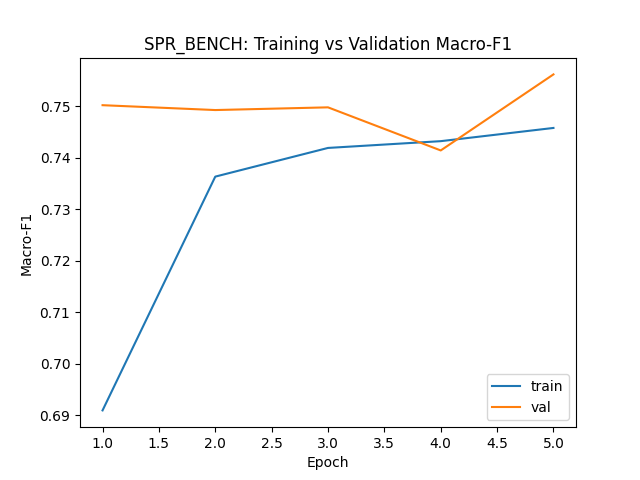 SPR_BENCH: Training vs Validation Macro-F1
Macro-F1
0.75
0.74
0.73
0.72
0.71
0.70
0.69
1.0 1.5 2.0 2.5 3.0 3.5 4.0 4.5 5.0
Epoch
train
val